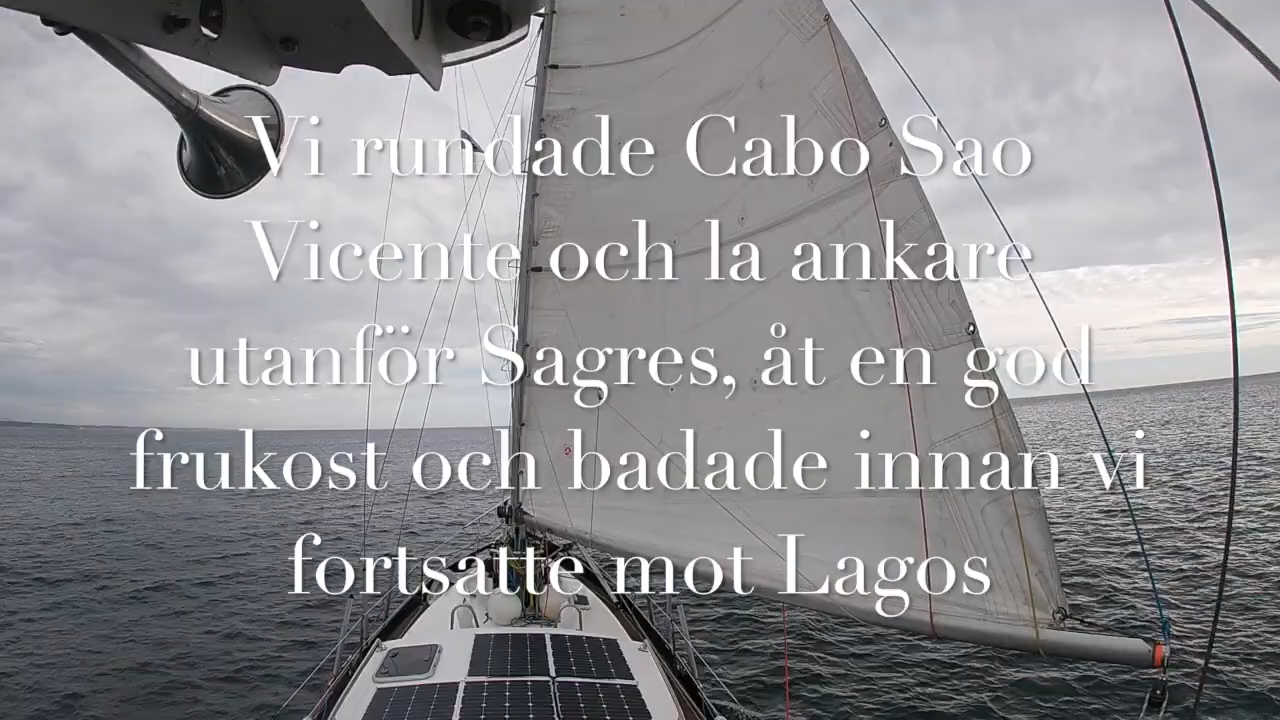 Vi rundade Cabo Sao
Vicente och la ankare
utanför Sagres, åt en god
frukost och badade innan vi
fortsatte mot Lagos